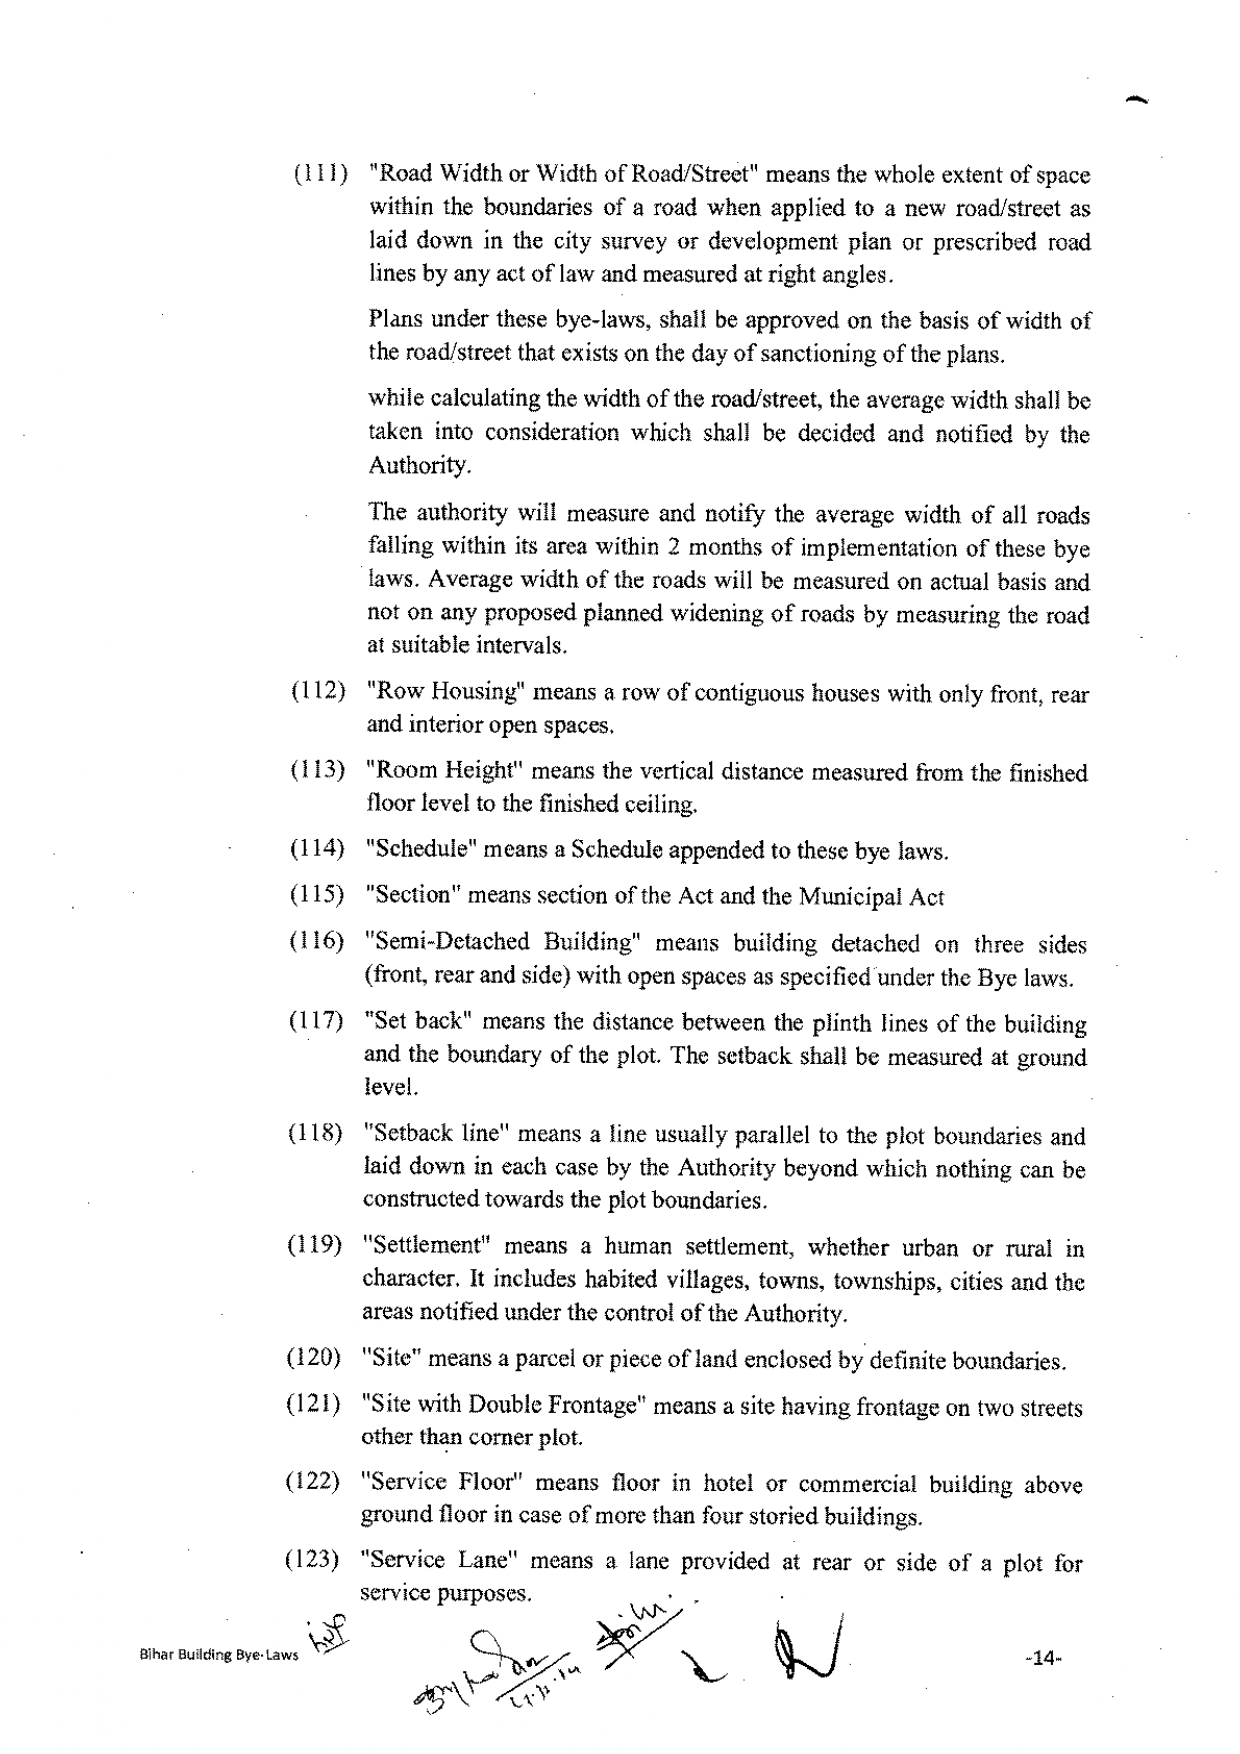 (111) "Road Width or Width of Road/Street" means the whole extent of space
within the boundaries of a road when applied to a new road/street as
laid down in the city survey or development plan or prescribed road
lines by any act of law and measured at right angles.
Plans under these bye-laws, shall be approved on the basis of width of
the road/street that exists on the day of sanctioning of the plans.
while calculating the width of the road/street, the average width shall be
taken into consideration which shall be decided and notified by the
Authority.
The authority will measure and notify the average width of all roads
falling within its area within 2 months of implementation of these bye
laws. Average width of the roads will be measured on actual basis and
not on any proposed planned widening of roads by measuring the road
at suitable intervals.
(112) "Row Housing" means a row of contiguous houses with only front, rear
and interior open spaces.
(113) "Room Height" means the vertical distance measured from the finished
floor level to the finished ceiling.
(114) "Schedule" means a Schedule appended to these bye laws.
(115) "Section" means section of the Act and the Municipal Act
(116) "Semi-Detached Building" means building detached on three sides
(front, rear and side) with open spaces as specified under the Bye laws.
(117) "Set back" means the distance between the plinth lines of the building
and the boundary of the plot. The setback shall be measured at ground
level.
(118) "Setback line" means a line usually parallel to the plot boundaries and
laid down in each case by the Authority beyond which nothing can be
constructed towards the plot boundaries.
(119) "Settlement" means a human settlement, whether urban or rural in
character. It includes habited villages, towns, townships, cities and the
areas notified under the control of the Authority.
(120) "Site" means a parcel or piece of land enclosed by definite boundaries.
(121) "Site with Double Frontage" means a site having frontage on two streets
other than corner plot.
(122) "Service Floor" means floor in hotel or commercial building above
ground floor in case of more than four storied buildings.
(123) "Service Lane" means a lane provided at rear or side of a plot for
service purposes.
Bihar Building Bye-Laws
-14-